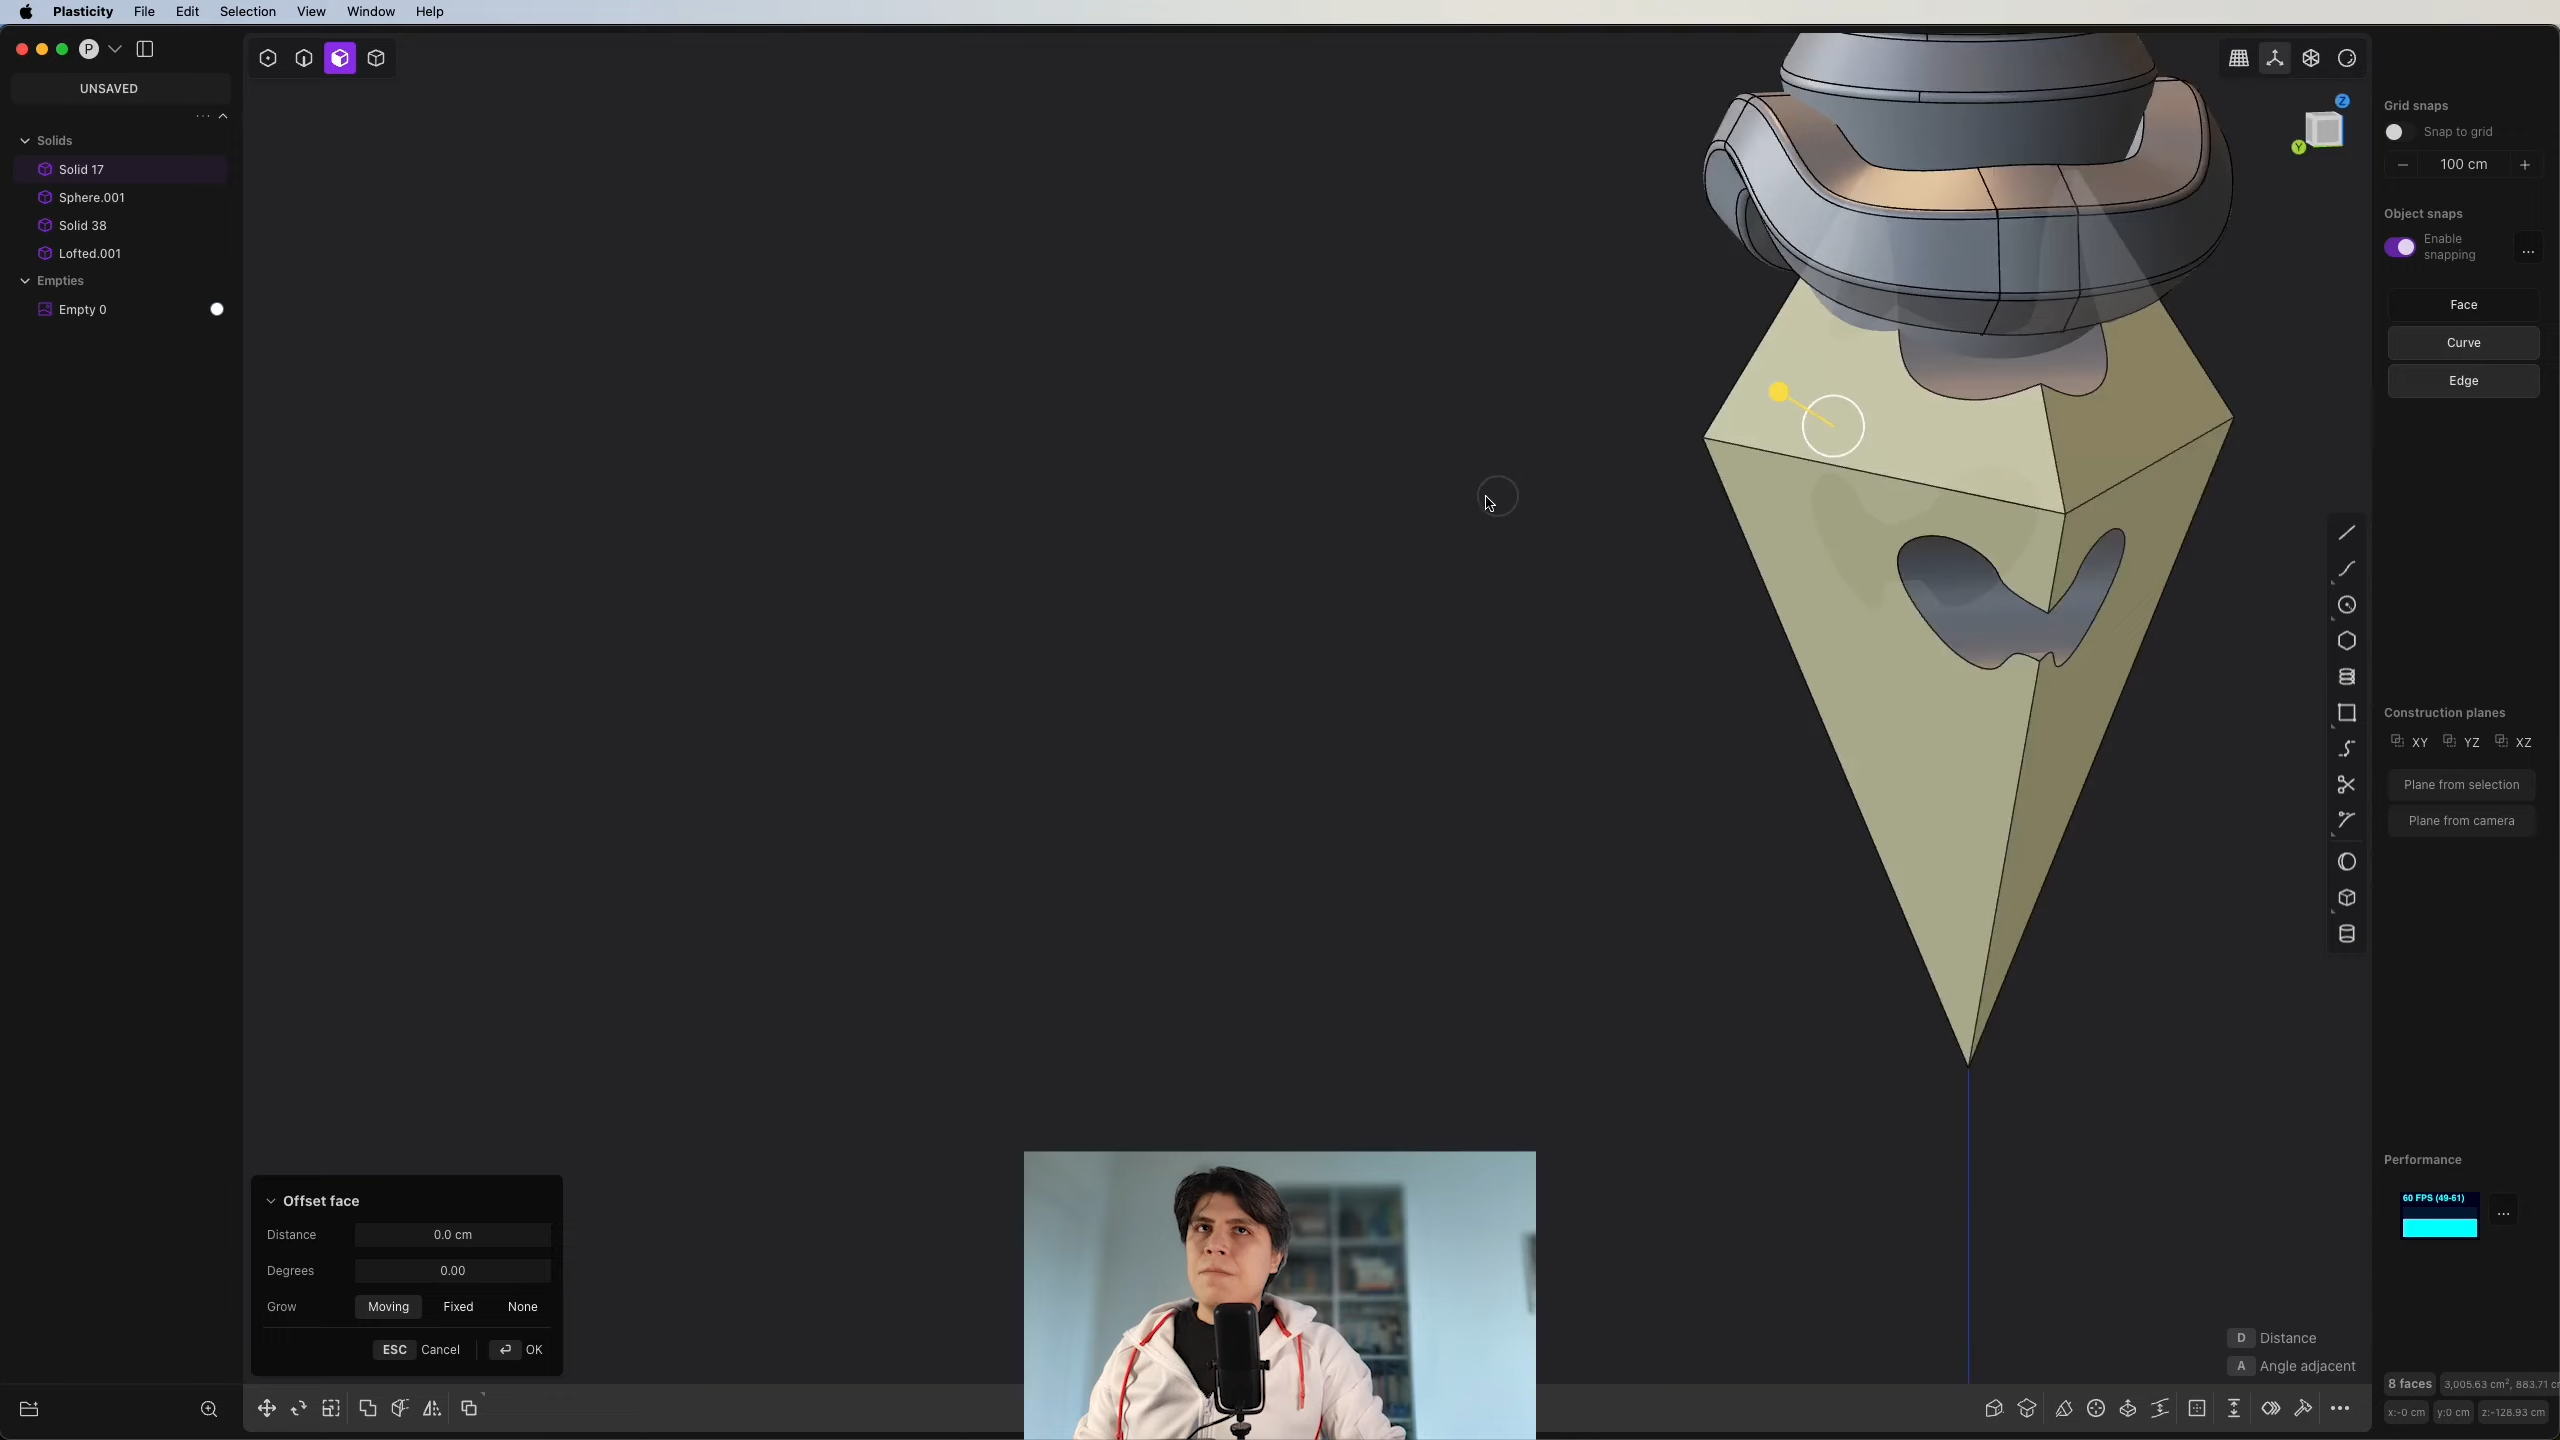 Plasticity File Edit Selection View Window Help
P
UNSAVED
...
Solids
Solid 17
Sphere.001
Solid 38
Lofted.001
Empties
Empty 0
Z
Y
Grid snaps
Snap to grid
100 cm
Object snaps
Enable
snapping
...
Face
Curve
Edge
Construction planes
XY YZ XZ
Plane from selection
Plane from camera
Performance
60 FPS (49-61)
...
Offset face
Distance 0.0 cm
Degrees 0.00
Grow Moving Fixed None
ESC Cancel OK
D Distance
A Angle adjacent
8 faces 3,005.63 cm², 883.71 c
x:-0 cm y:0 cm z:-128.93 cm